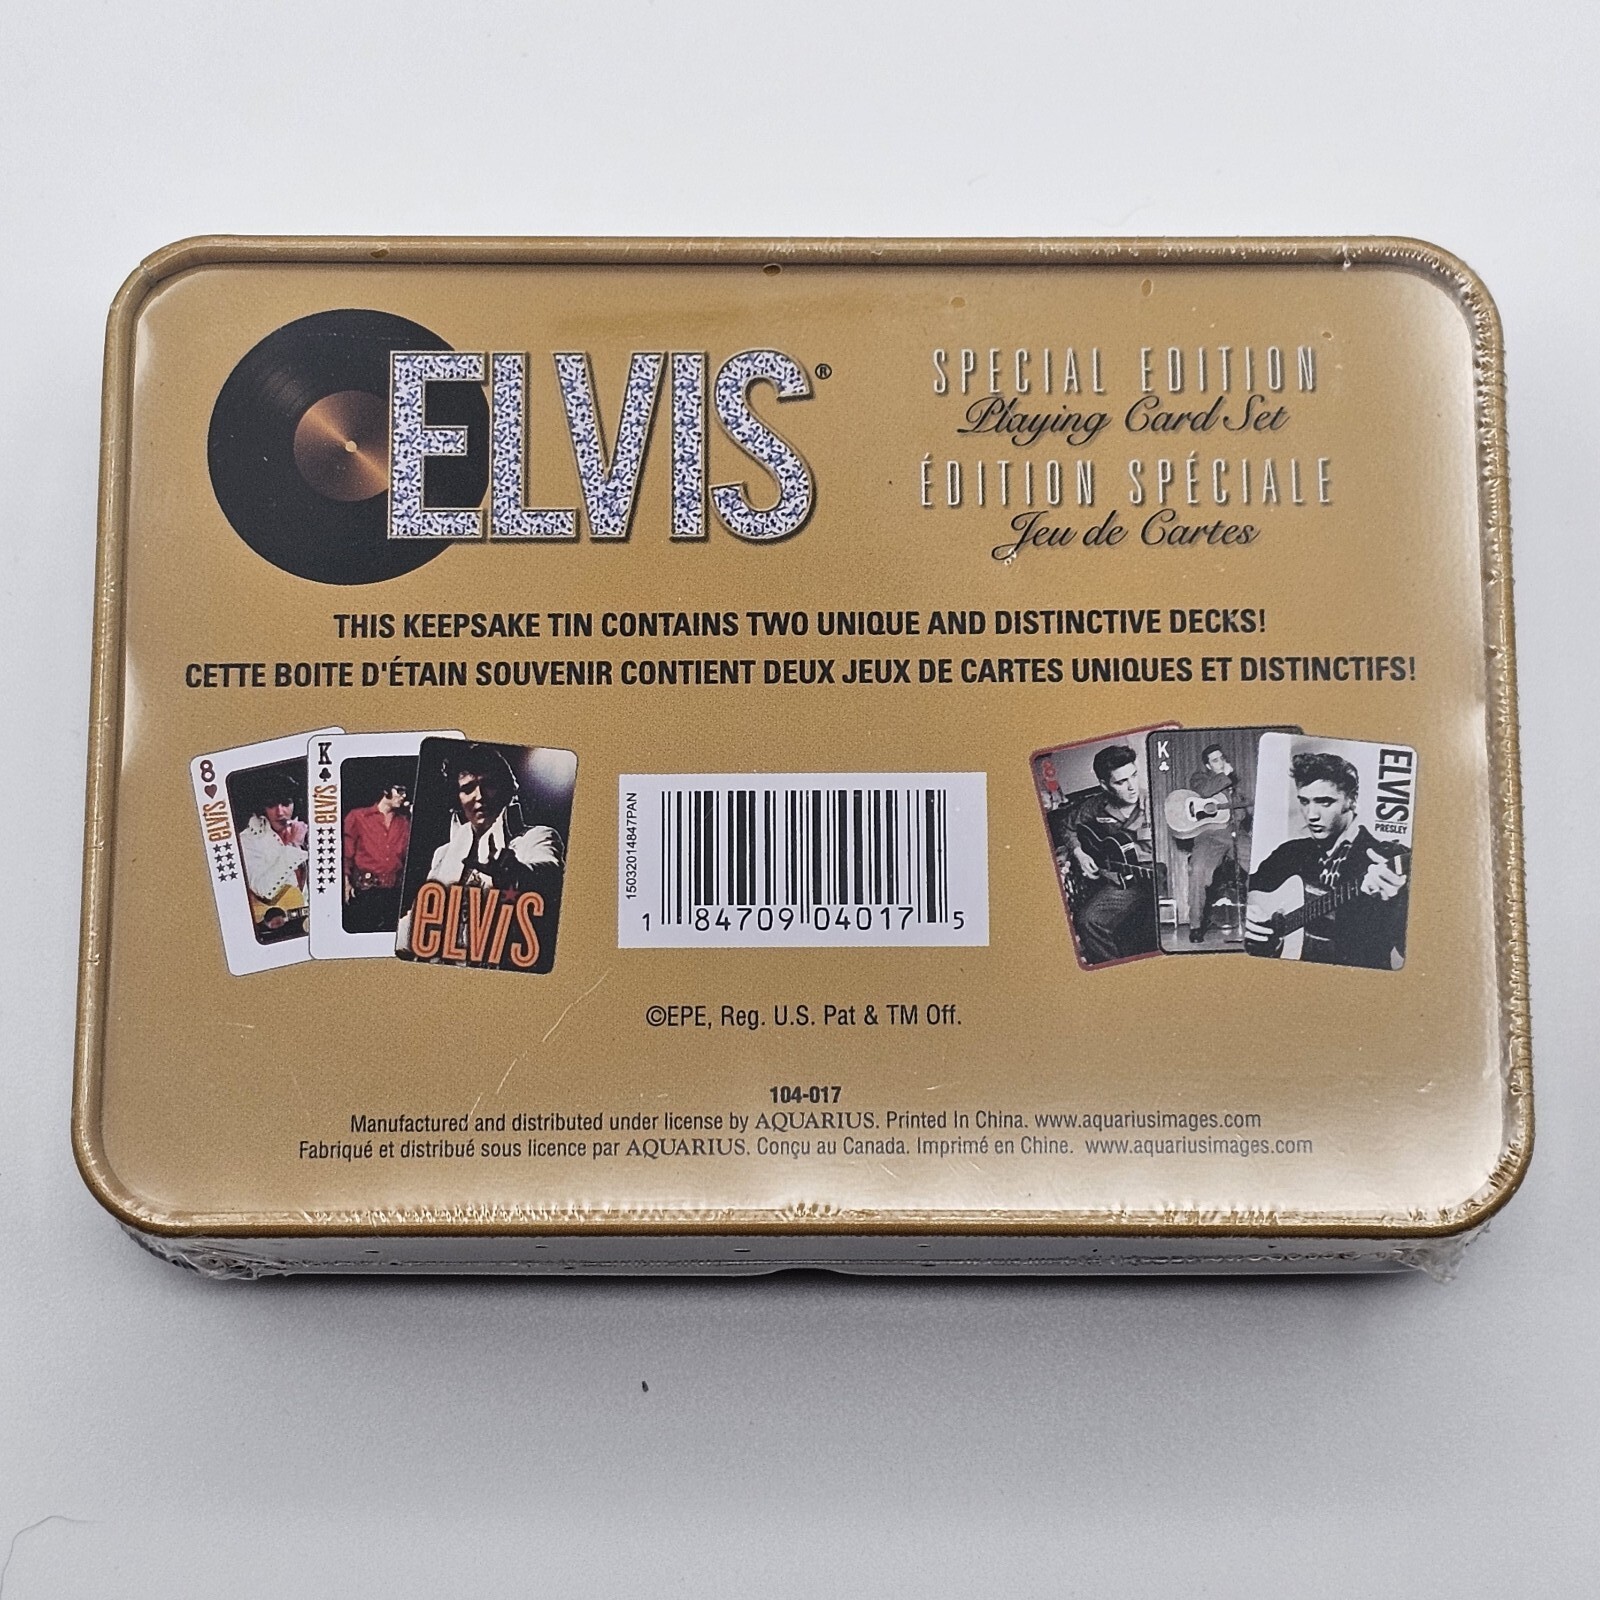 ELVIS®
SPECIAL EDITION
Playing Card Set
ÉDITION SPÉCIALE
Jeu de Cartes
THIS KEEPSAKE TIN CONTAINS TWO UNIQUE AND DISTINCTIVE DECKS!
CETTE BOITE D'ÉTAIN SOUVENIR CONTIENT DEUX JEUX DE CARTES UNIQUES ET DISTINCTIFS!
8
ELVIS
K
ELVIS
ELVIS
15032014847PAN
1 84709 04017 5
8
K
ELVIS
PRESLEY
©EPE, Reg. U.S. Pat & TM Off.
104-017
Manufactured and distributed under license by AQUARIUS. Printed In China. www.aquariusimages.com
Fabriqué et distribué sous licence par AQUARIUS. Conçu au Canada. Imprimé en Chine. www.aquariusimages.com